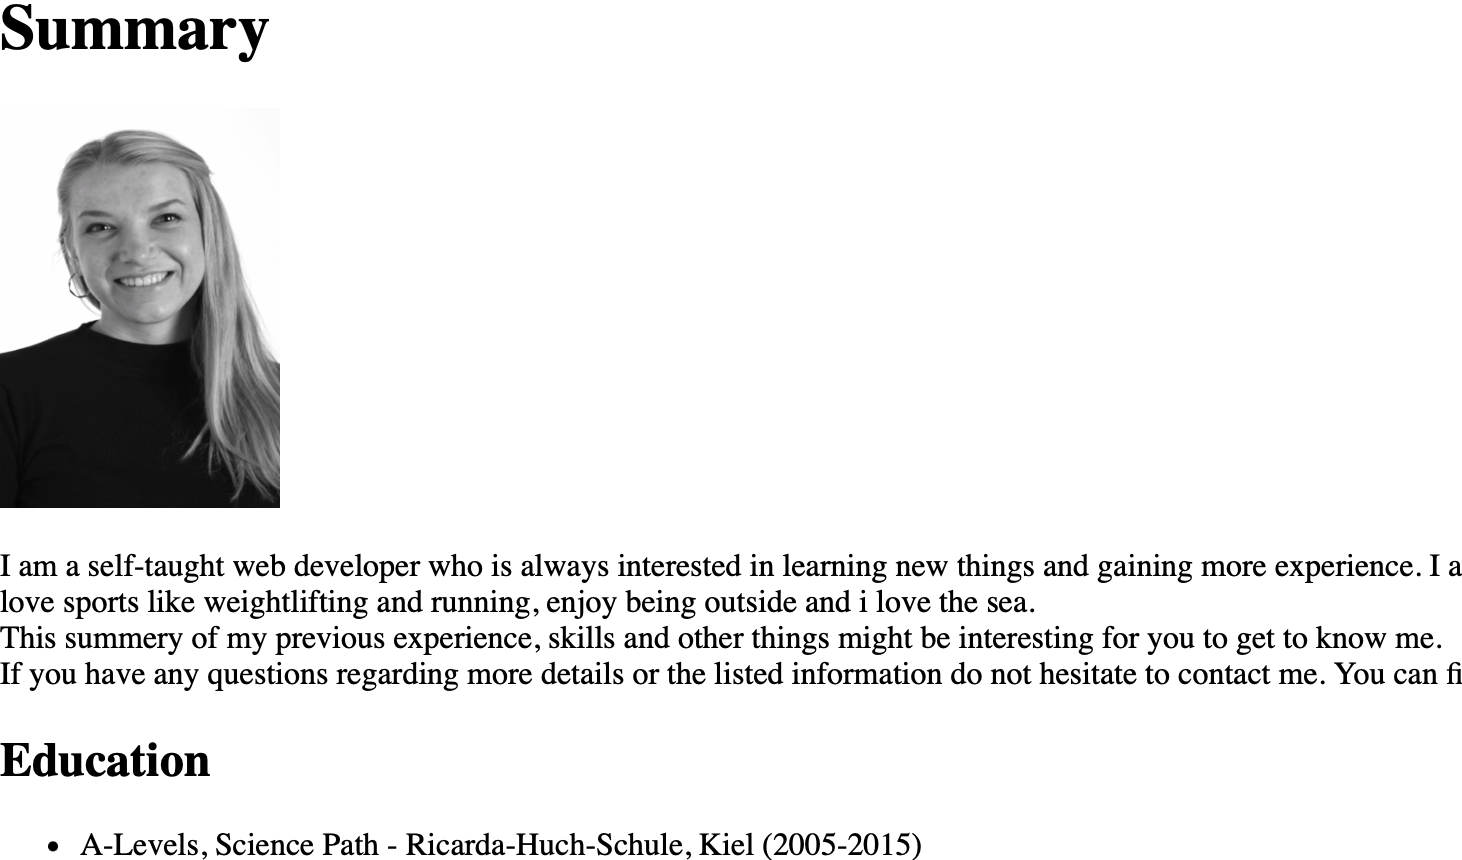 Summary
I am a self-taught web developer who is always interested in learning new things and gaining more experience. I a
love sports like weightlifting and running, enjoy being outside and i love the sea.
This summery of my previous experience, skills and other things might be interesting for you to get to know me.
If you have any questions regarding more details or the listed information do not hesitate to contact me. You can fi
Education
• A-Levels, Science Path - Ricarda-Huch-Schule, Kiel (2005-2015)